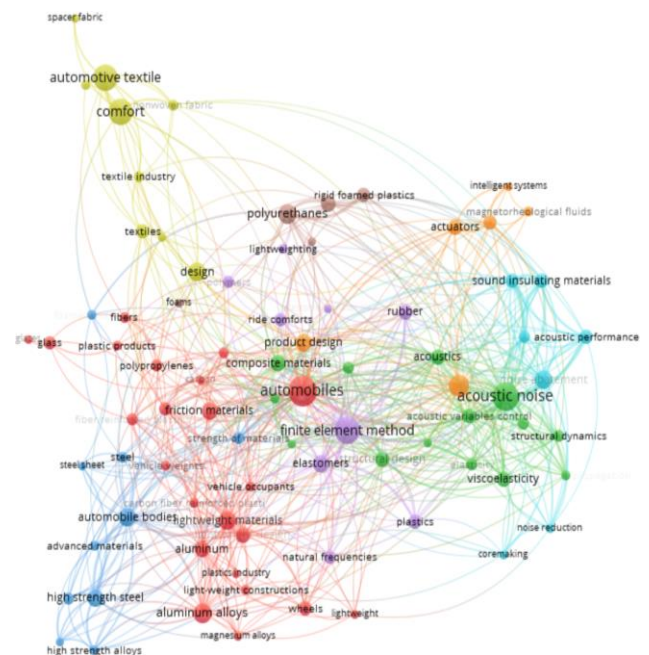 spacer fabric
automotive textile
nonwoven fabric
comfort
textile industry
intelligent systems
rigid foamed plastics
magnetorheological fluids
polyurethanes
actuators
textiles
lightweighting
design
sound insulating materials
foams
rubber
fibers
ride comforts
acoustic performance
glass
plastic products
product design
acoustics
polypropylenes
composite materials
automobiles
acoustic noise
friction materials
acoustic variables control
finite element method
strength of materials
structural dynamics
steel
structural design
steel sheet
vehicle weights
elastomers
viscoelasticity
vehicle occupants
carbon fiber reinforced plasti
automobile bodies
lightweight materials
plastics
noise reduction
advanced materials
aluminum
natural frequencies
coremaking
plastics industry
high strength steel
light-weight constructions
aluminum alloys
wheels
lightweight
magnesium alloys
high strength alloys